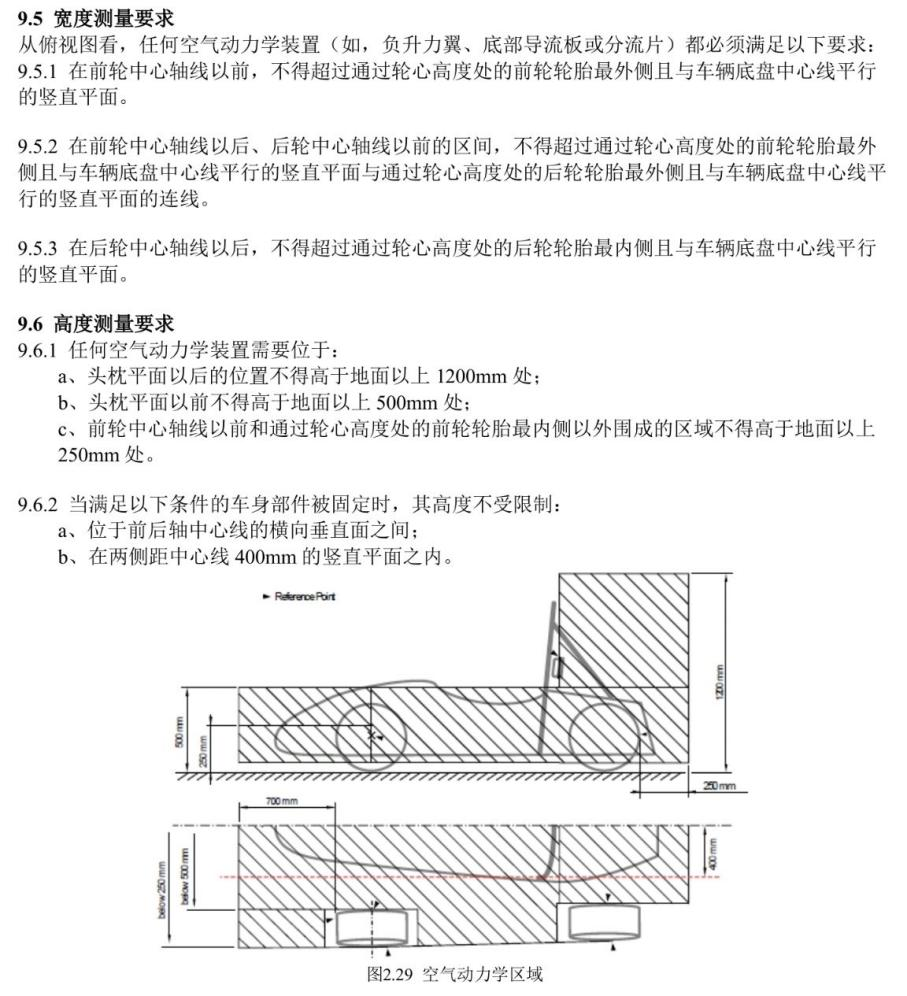 9.5 宽度测量要求
从俯视图看，任何空气动力学装置（如，负升力翼、底部导流板或分流片）都必须满足以下要求：
9.5.1 在前轮中心轴线以前，不得超过通过轮心高度处的前轮轮胎最外侧且与车辆底盘中心线平行
的竖直平面。
9.5.2 在前轮中心轴线以后、后轮中心轴线以前的区间，不得超过通过轮心高度处的前轮轮胎最外
侧且与车辆底盘中心线平行的竖直平面与通过轮心高度处的后轮轮胎最外侧且与车辆底盘中心线平
行的竖直平面的连线。
9.5.3 在后轮中心轴线以后，不得超过通过轮心高度处的后轮轮胎最内侧且与车辆底盘中心线平行
的竖直平面。
9.6 高度测量要求
9.6.1 任何空气动力学装置需要位于：
a、头枕平面以后的位置不得高于地面以上 1200mm 处；
b、头枕平面以前不得高于地面以上 500mm 处；
c、前轮中心轴线以前和通过轮心高度处的前轮轮胎最内侧以外围成的区域不得高于地面以上
250mm 处。
9.6.2 当满足以下条件的车身部件被固定时，其高度不受限制：
a、位于前后轴中心线的横向垂直面之间；
b、在两侧距中心线 400mm 的竖直平面之内。
Reference Point
1200 mm
500 mm
250 mm
250 mm
700 mm
400 mm
below 500 mm
below 250 mm
图2.29 空气动力学区域